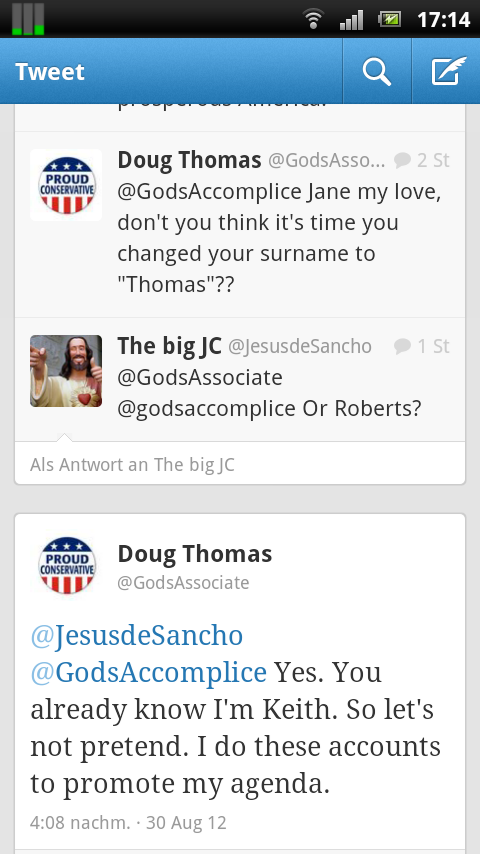 17:14
Tweet
prosperous America.
Doug Thomas @GodsAsso... 2 St
PROUD
CONSERVATIVE
@GodsAccomplice Jane my love,
don't you think it's time you
changed your surname to
"Thomas"??
The big JC @JesusdeSancho 1 St
@GodsAssociate
@godsaccomplice Or Roberts?
Als Antwort an The big JC
PROUD
CONSERVATIVE
Doug Thomas
@GodsAssociate
@JesusdeSancho
@GodsAccomplice Yes. You
already know I'm Keith. So let's
not pretend. I do these accounts
to promote my agenda.
4:08 nachm. · 30 Aug 12